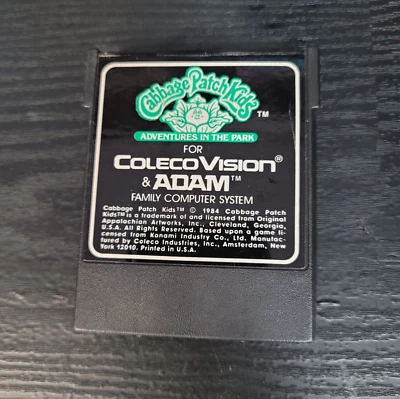 Cabbage Patch Kids™
ADVENTURES IN THE PARK
FOR
COLECOVISION®
& ADAM™
FAMILY COMPUTER SYSTEM
Cabbage Patch Kids™ © 1984 Cabbage Patch
Kids™ is a trademark of and licensed from Original
Appalachian Artworks, Inc., Cleveland, Georgia,
U.S.A. All Rights Reserved. Based upon a game li-
censed from Konami Industry Co., Ltd. Manufac-
tured by Coleco Industries, Inc., Amsterdam, New
York 12010. Printed in U.S.A.